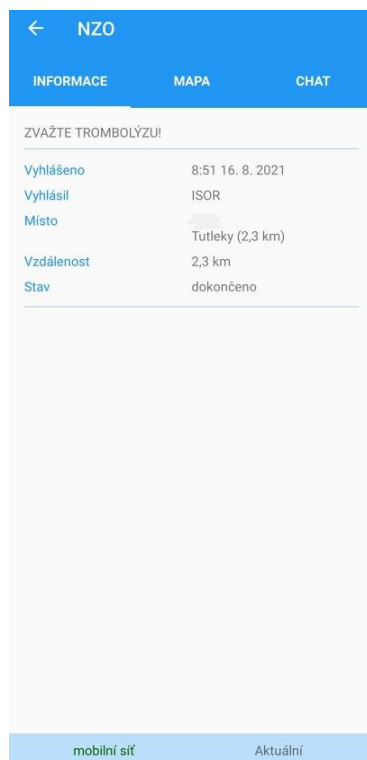 NZO
INFORMACE MAPA CHAT
ZVAŽTE TROMBOLÝZU!
Vyhlášeno 8:51 16. 8. 2021
Vyhlásil ISOR
Místo
Tutleky (2,3 km)
Vzdálenost 2,3 km
Stav dokončeno
mobilní síť Aktuální